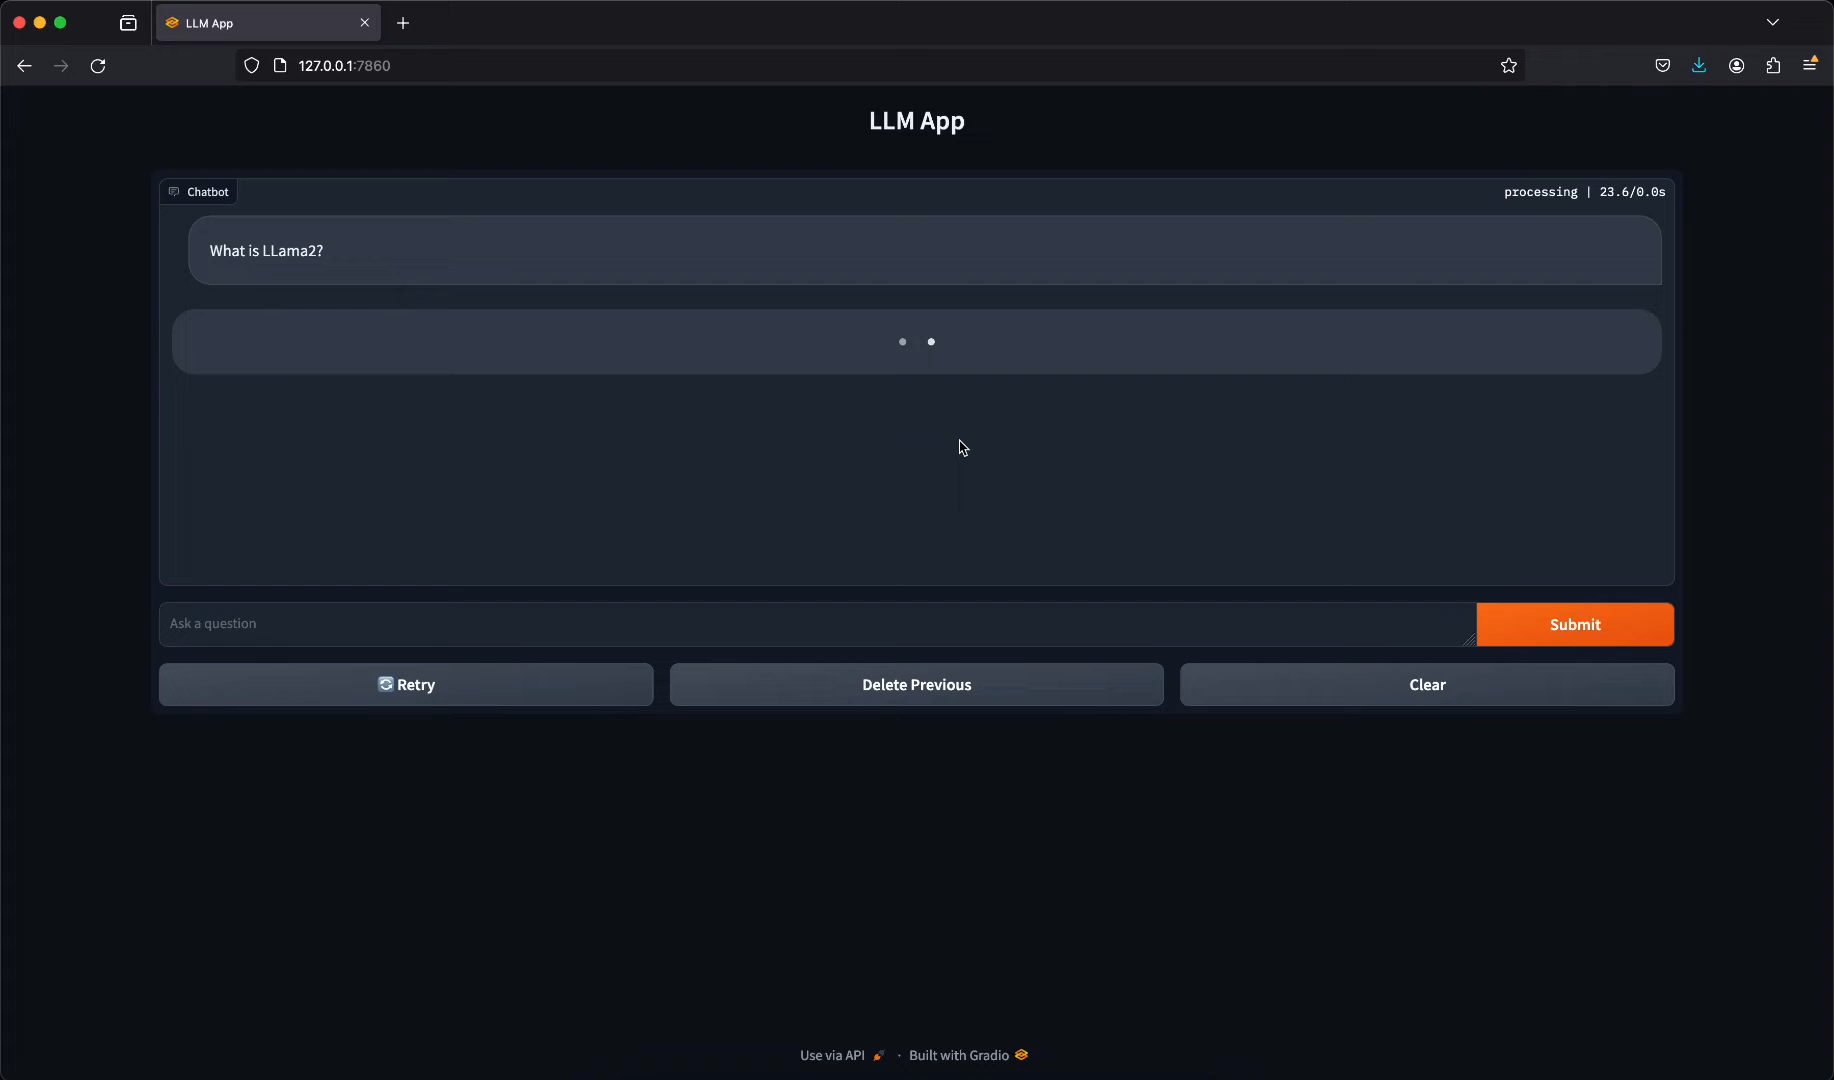 LLM App
127.0.0.1:7860
LLM App
Chatbot
processing | 23.6/0.0s
What is LLama2?
Ask a question
Submit
Retry
Delete Previous
Clear
Use via API · Built with Gradio